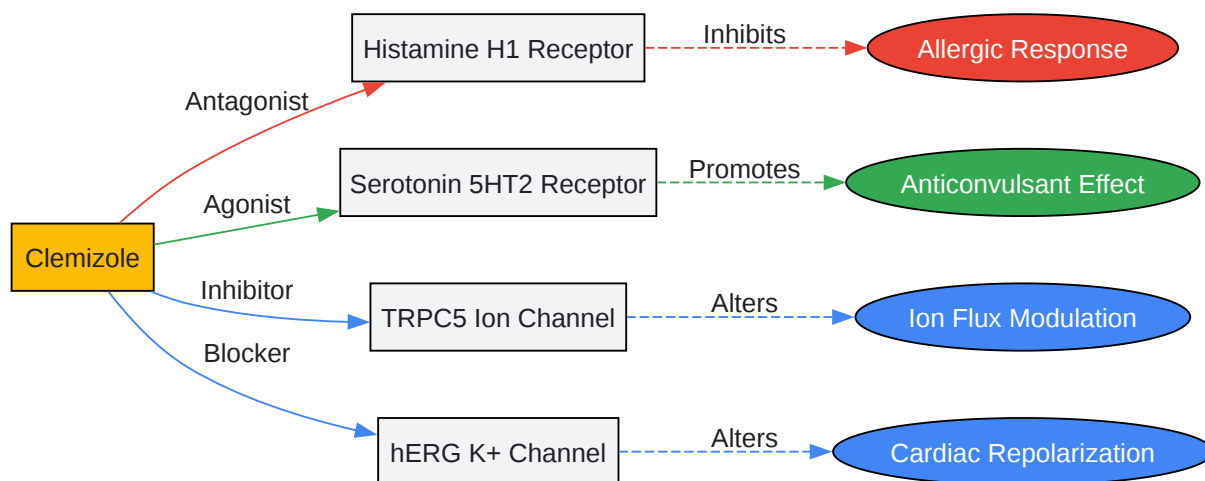 Histamine H1 Receptor
Inhibits
Allergic Response
Antagonist
Serotonin 5HT2 Receptor
Promotes
Anticonvulsant Effect
Agonist
Clemizole
Inhibitor
TRPC5 Ion Channel
Alters
Ion Flux Modulation
Blocker
hERG K+ Channel
Alters
Cardiac Repolarization